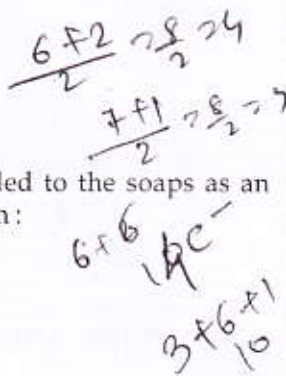 6+2/2 = 8/2 = 4
7+1/2 = 8/2 =
led to the soaps as an
n :
6+6
3+6+1
10